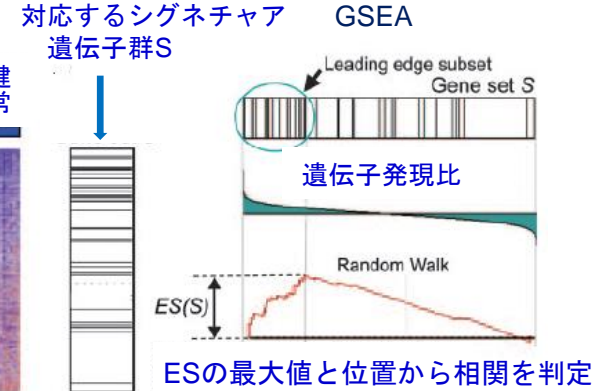 対応するシグネチャア
遺伝子群S
健
常
GSEA
Leading edge subset
Gene set S
遺伝子発現比
Random Walk
ES(S)
ESの最大値と位置から相関を判定